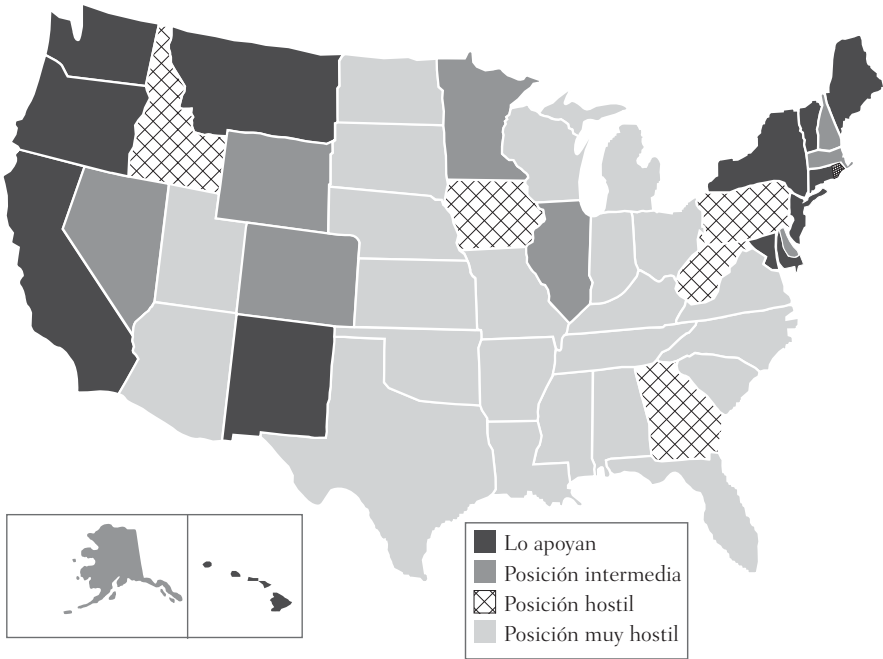 Lo apoyan
Posición intermedia
Posición hostil
Posición muy hostil